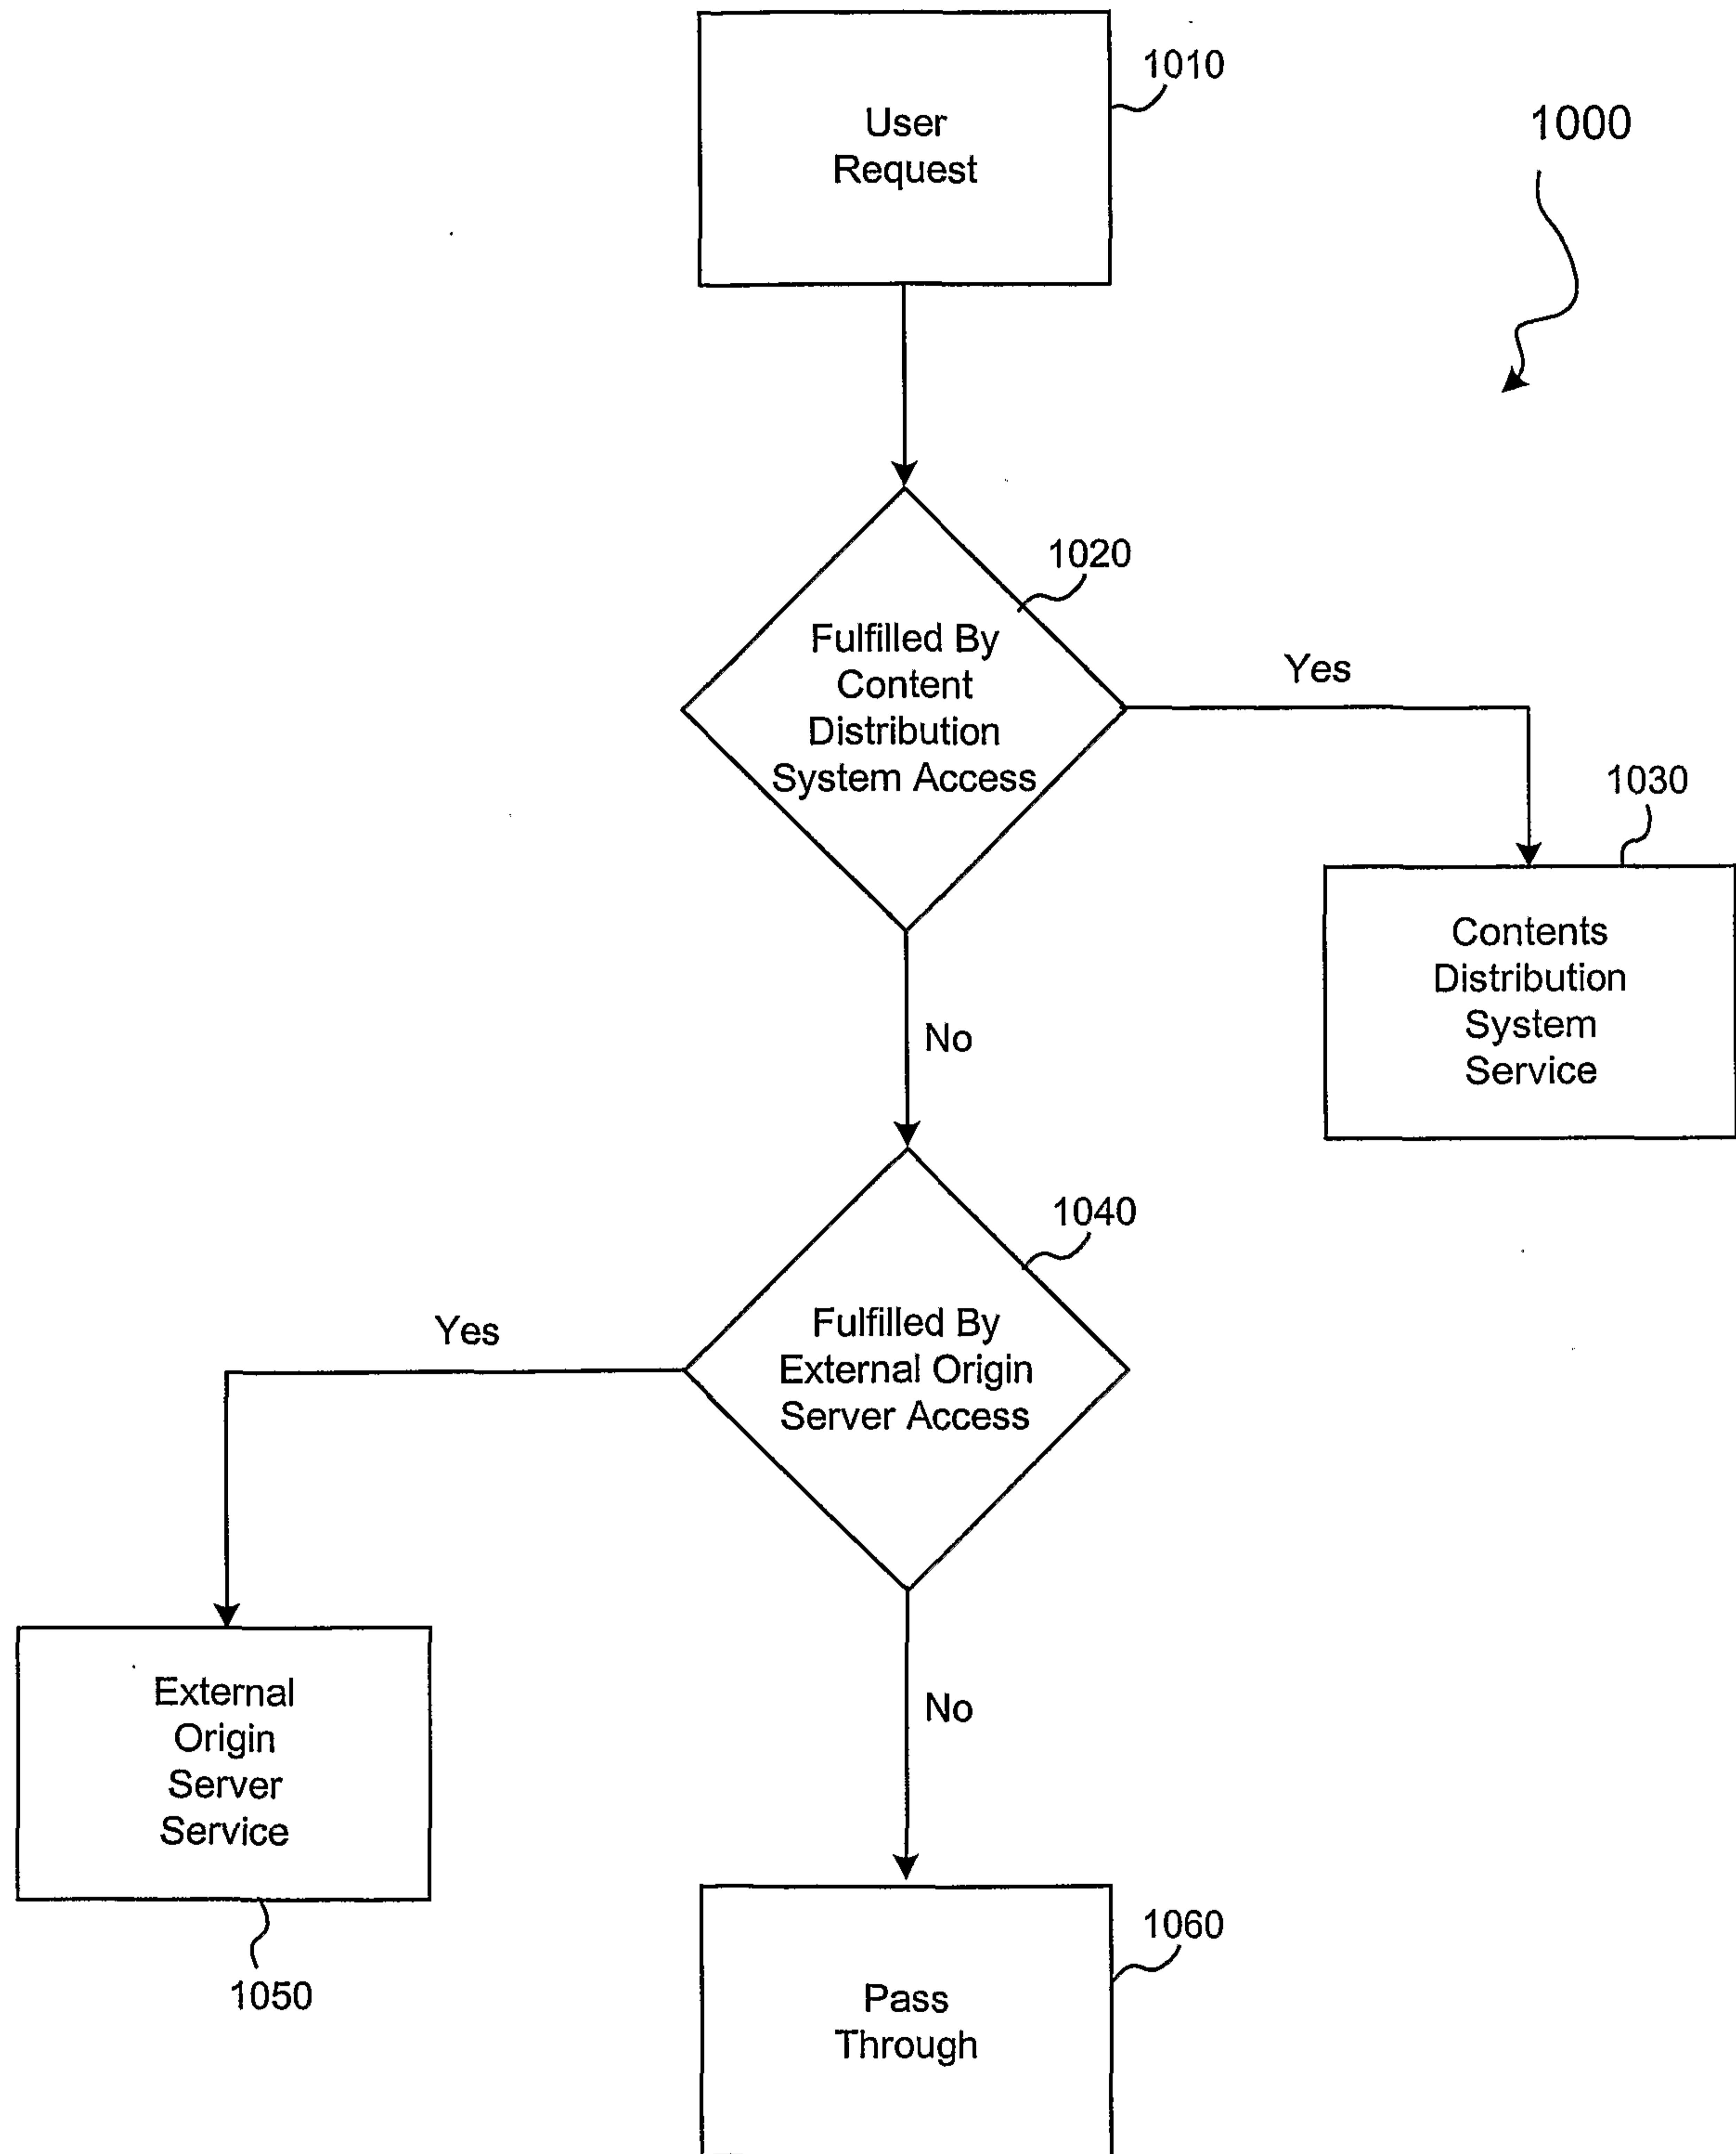 1010
User
Request
1000
1020
Fulfilled By
Content
Distribution
System Access
Yes
1030
Contents
Distribution
System
Service
No
1040
Fulfilled By
External Origin
Server Access
Yes
External
Origin
Server
Service
1050
No
1060
Pass
Through